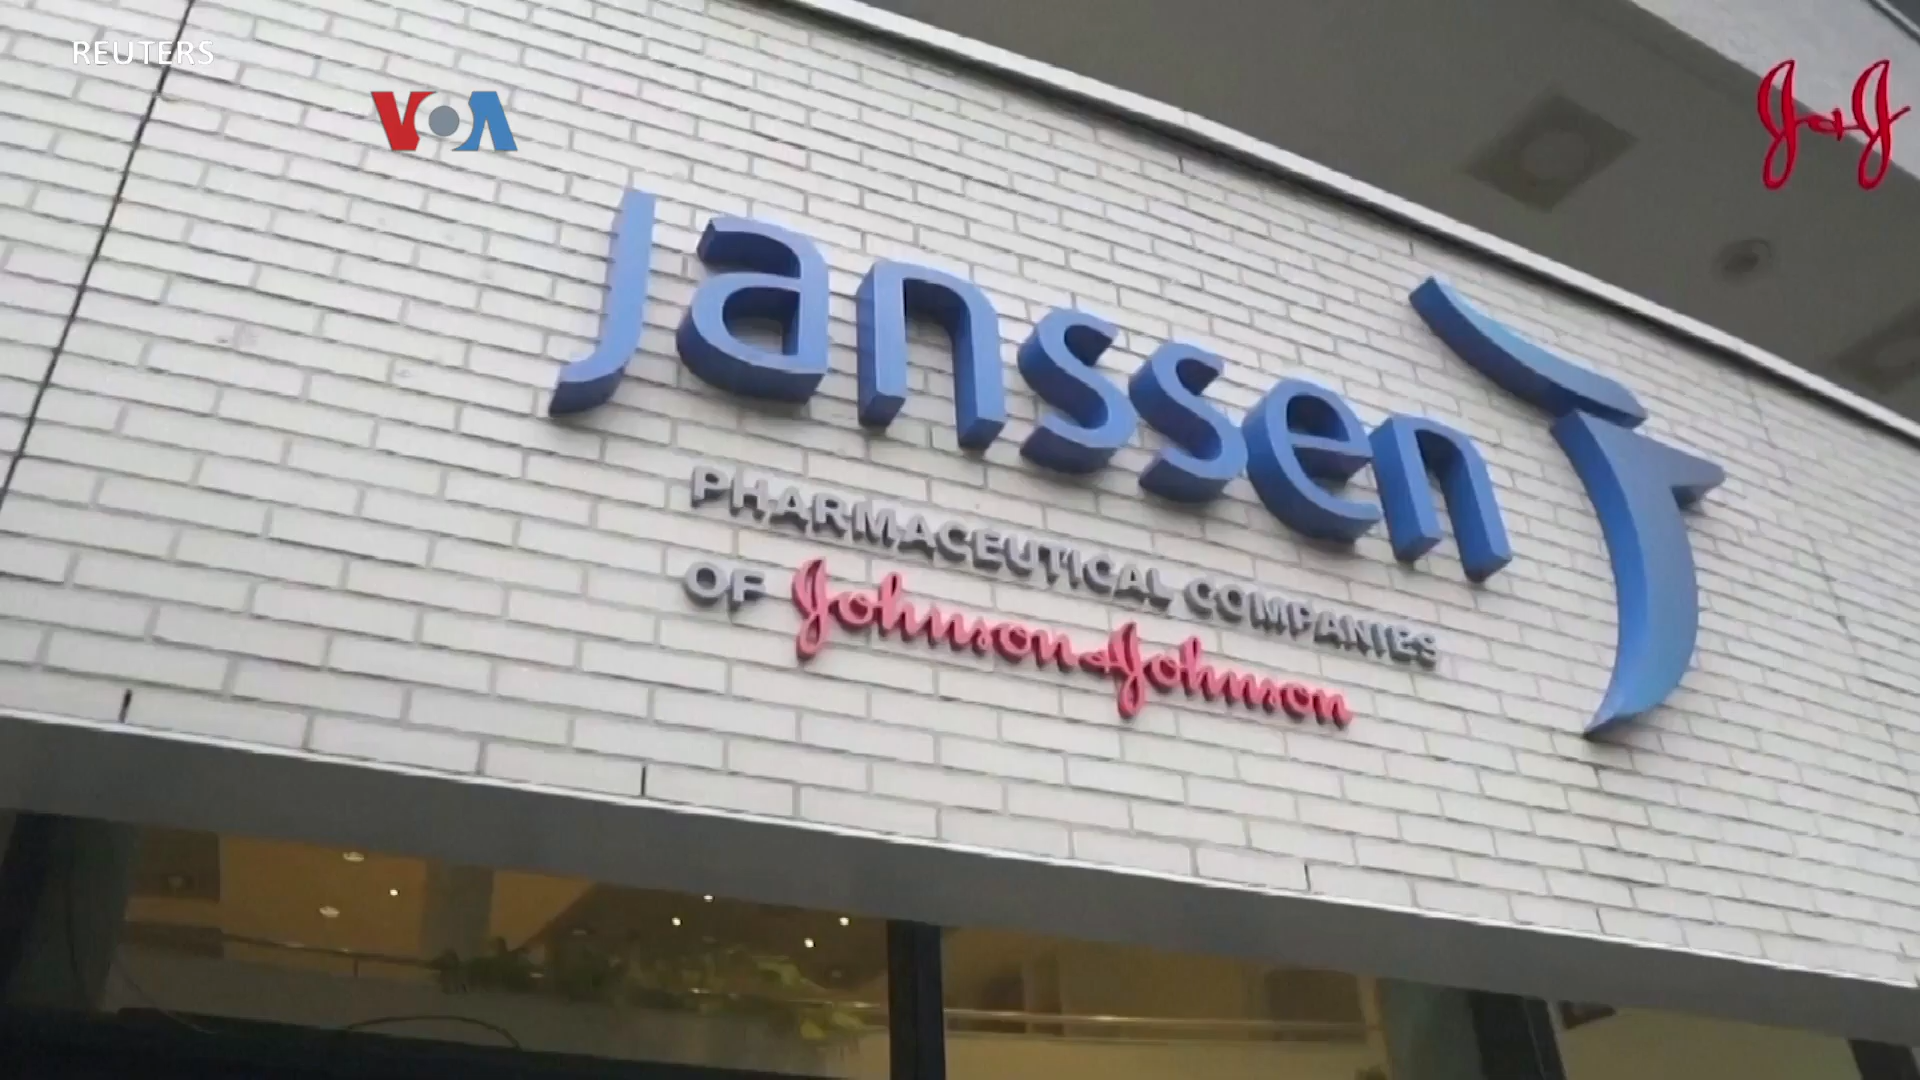 REUTERS
VOA
J&J
Janssen
PHARMACEUTICAL COMPANIES
OF Johnson & Johnson